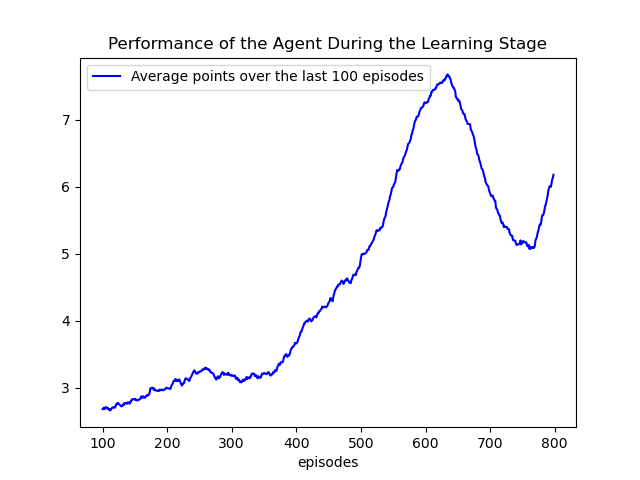 Performance of the Agent During the Learning Stage
Average points over the last 100 episodes
7
6
5
4
3
100 200 300 400 500 600 700 800
episodes